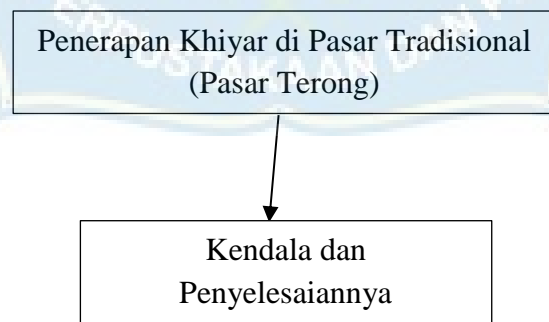 Penerapan Khiyar di Pasar Tradisional
(Pasar Terong)
Kendala dan
Penyelesaiannya